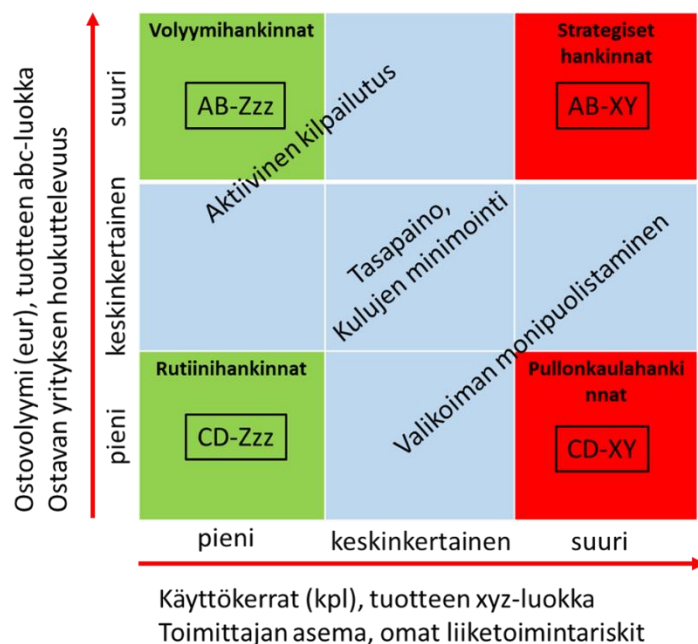 Ostovolyymi (eur), tuotteen abc-luokka
Ostavan yrityksen houkuttelevuus
suuri
keskinkertainen
pieni
Volyymihankinnat
AB-Zzz
Strategiset
hankinnat
AB-XY
Aktiivinen kilpailutus
Tasapaino,
Kulujen minimointi
Valikoiman monipuolistaminen
Rutiinihankinnat
CD-Zzz
Pullonkaulahanki
nnat
CD-XY
pieni
keskinkertainen
suuri
Käyttökerrat (kpl), tuotteen xyz-luokka
Toimittajan asema, omat liiketoimintariskit